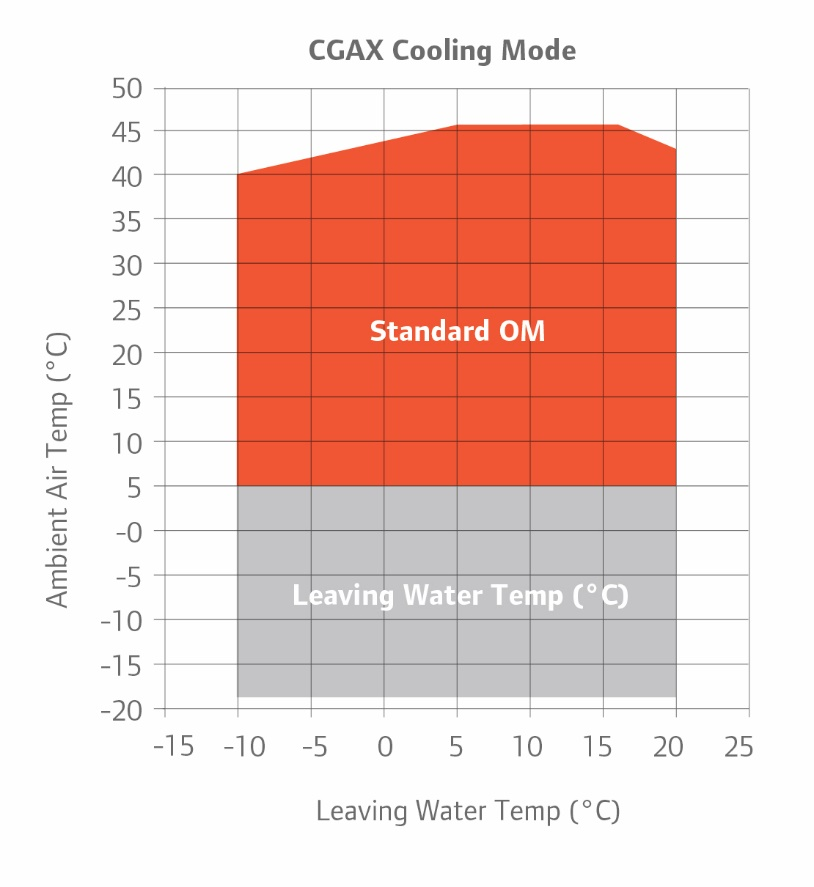 CGAX Cooling Mode
50
45
40
35
30
25
20
15
10
5
-0
-5
-10
-15
-20
Ambient Air Temp (°C)
Standard OM
Leaving Water Temp (°C)
-15 -10 -5 0 5 10 15 20 25
Leaving Water Temp (°C)